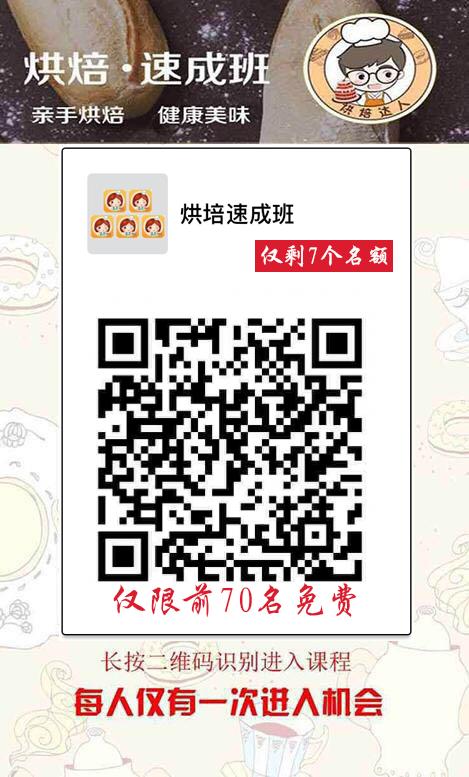 烘焙·速成班
亲手烘焙 健康美味
烘焙达人
烘培速成班
仅剩7个名额
仅限前70名免费
长按二维码识别进入课程
每人仅有一次进入机会